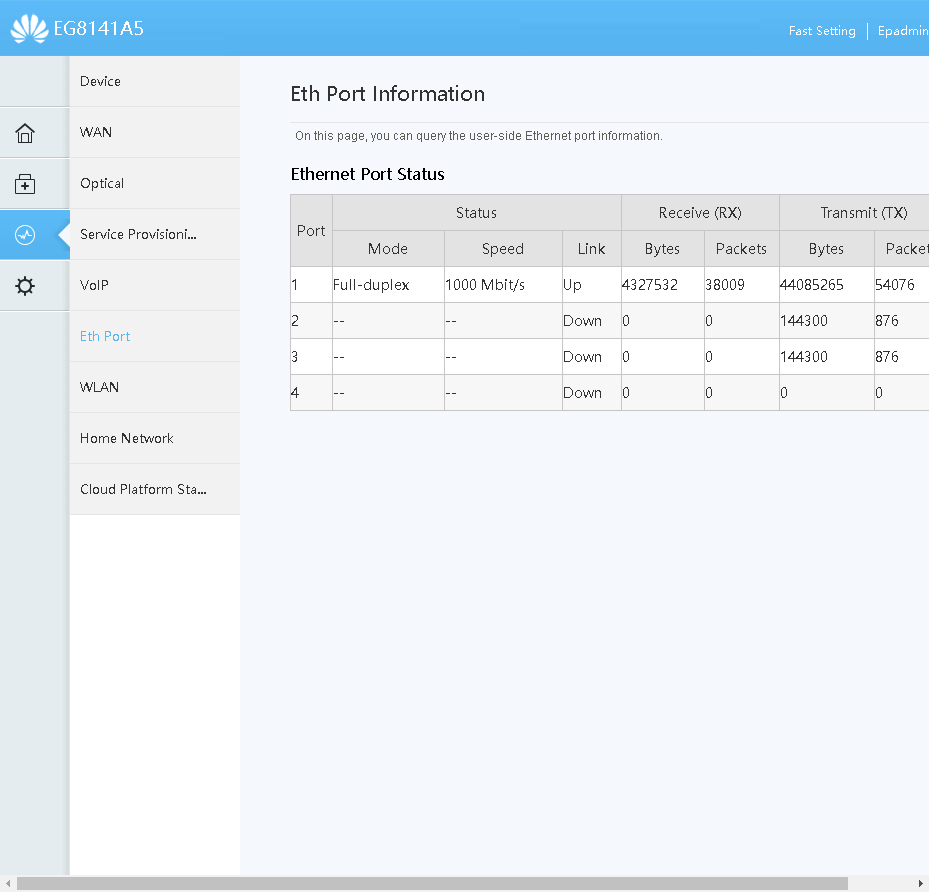 EG8141A5
Fast Setting
Epadmin
Device
WAN
Optical
Service Provisioni...
VoIP
Eth Port
WLAN
Home Network
Cloud Platform Sta...
Eth Port Information
On this page, you can query the user-side Ethernet port information.
Ethernet Port Status
Port Status Receive (RX) Transmit (TX)
Mode Speed Link Bytes Packets Bytes Packet
1 Full-duplex 1000 Mbit/s Up 4327532 38009 44085265 54076
2 -- -- Down 0 0 144300 876
3 -- -- Down 0 0 144300 876
4 -- -- Down 0 0 0 0